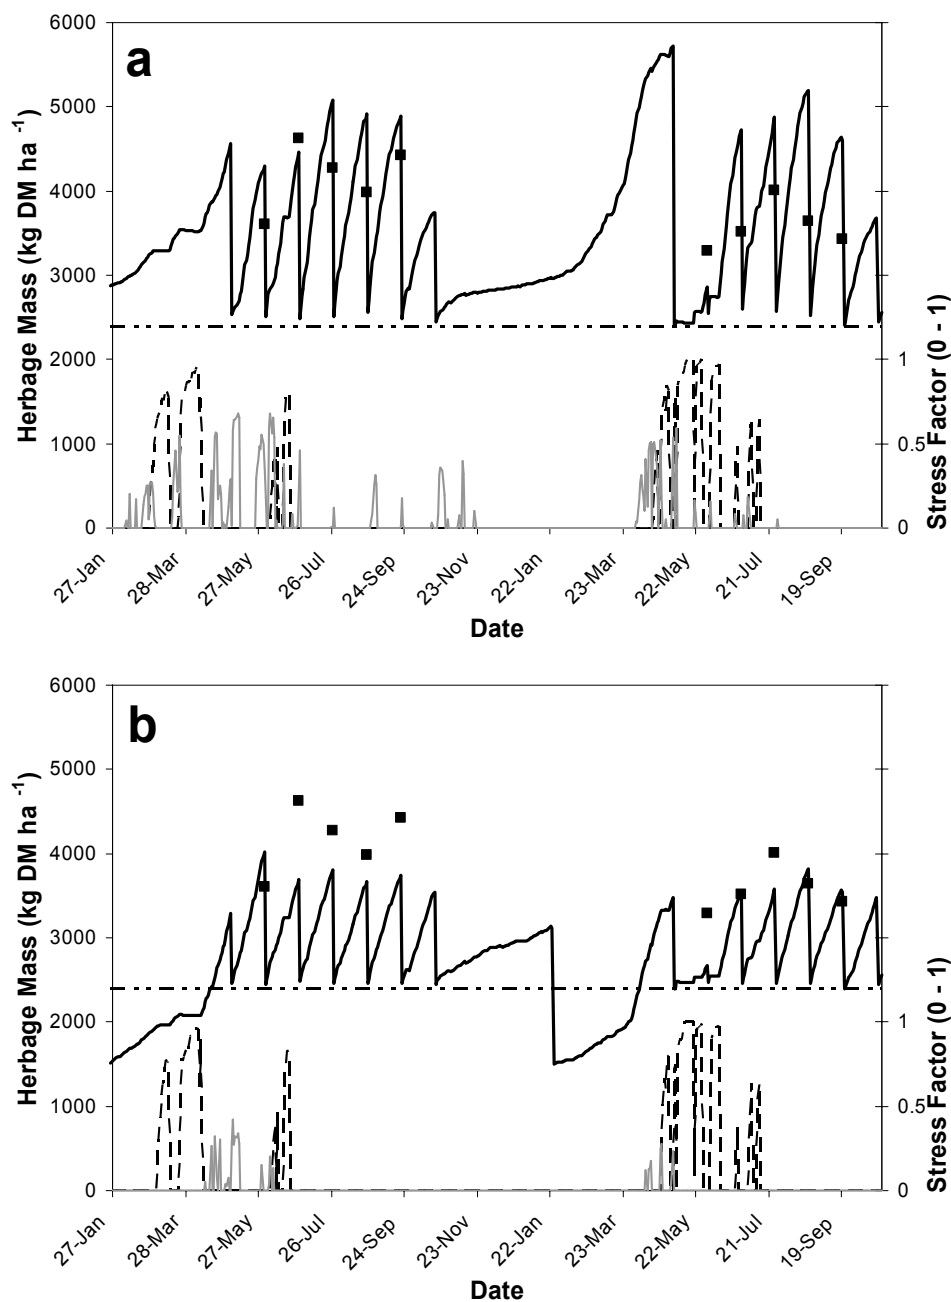 a
6000
5000
4000
3000
2000
1000
0
Herbage Mass (kg DM ha -1)
1
0.5
0
Stress Factor (0 - 1)
27-Jan
28-Mar
27-May
26-Jul
24-Sep
23-Nov
22-Jan
23-Mar
22-May
21-Jul
19-Sep
Date
b
6000
5000
4000
3000
2000
1000
0
Herbage Mass (kg DM ha -1)
1
0.5
0
Stress Factor (0 - 1)
27-Jan
28-Mar
27-May
26-Jul
24-Sep
23-Nov
22-Jan
23-Mar
22-May
21-Jul
19-Sep
Date